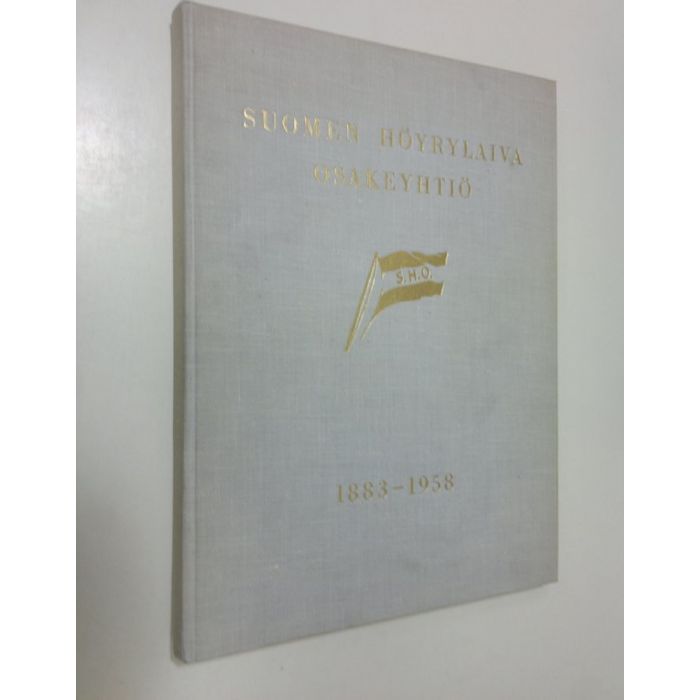 SUOMEN HÖYRYLAIVA
OSAKEYHTIÖ
S.H.O.
1883-1958